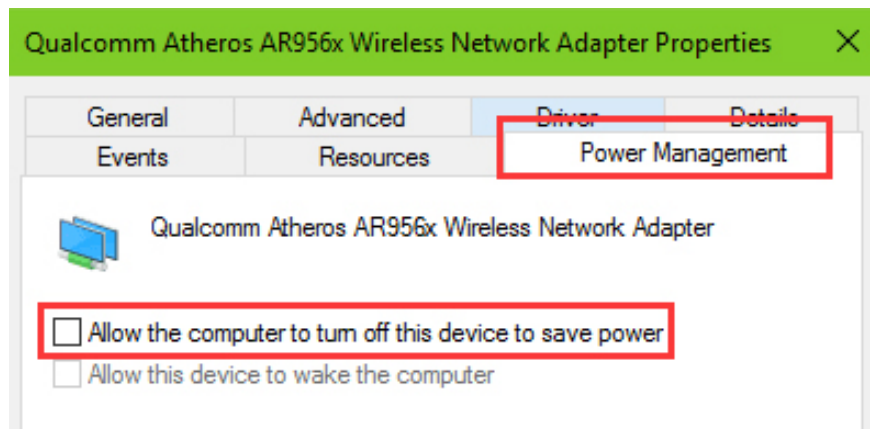 Qualcomm Atheros AR956x Wireless Network Adapter Properties
General Advanced Driver Details
Events Resources Power Management
Qualcomm Atheros AR956x Wireless Network Adapter
Allow the computer to turn off this device to save power
Allow this device to wake the computer